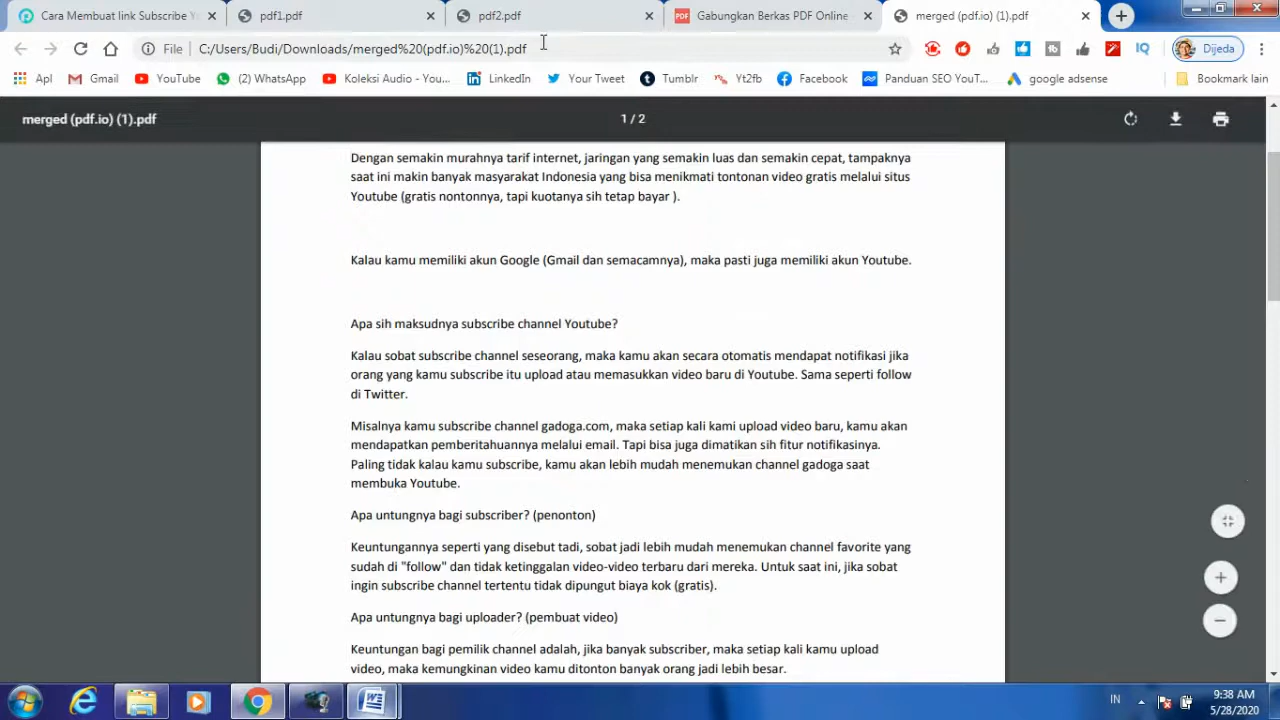 Cara Membuat link Subscribe Y
pdf1.pdf
pdf2.pdf
Gabungkan Berkas PDF Online
merged (pdf.io) (1).pdf
File
C:/Users/Budi/Downloads/merged%20(pdf.io)%20(1).pdf
IQ
Dijeda
Apl
Gmail
YouTube
(2) WhatsApp
Koleksi Audio - You...
LinkedIn
Your Tweet
Tumblr
Yt2fb
Facebook
Panduan SEO YouT...
google adsense
Bookmark lain
merged (pdf.io) (1).pdf
1 / 2
Dengan semakin murahnya tarif internet, jaringan yang semakin luas dan semakin cepat, tampaknya
saat ini makin banyak masyarakat Indonesia yang bisa menikmati tontonan video gratis melalui situs
Youtube (gratis nontonnya, tapi kuotanya sih tetap bayar ).
Kalau kamu memiliki akun Google (Gmail dan semacamnya), maka pasti juga memiliki akun Youtube.
Apa sih maksudnya subscribe channel Youtube?
Kalau sobat subscribe channel seseorang, maka kamu akan secara otomatis mendapat notifikasi jika
orang yang kamu subscribe itu upload atau memasukkan video baru di Youtube. Sama seperti follow
di Twitter.
Misalnya kamu subscribe channel gadoga.com, maka setiap kali kami upload video baru, kamu akan
mendapatkan pemberitahuannya melalui email. Tapi bisa juga dimatikan sih fitur notifikasinya.
Paling tidak kalau kamu subscribe, kamu akan lebih mudah menemukan channel gadoga saat
membuka Youtube.
Apa untungnya bagi subscriber? (penonton)
Keuntungannya seperti yang disebut tadi, sobat jadi lebih mudah menemukan channel favorite yang
sudah di "follow" dan tidak ketinggalan video-video terbaru dari mereka. Untuk saat ini, jika sobat
ingin subscribe channel tertentu tidak dipungut biaya kok (gratis).
Apa untungnya bagi uploader? (pembuat video)
Keuntungan bagi pemilik channel adalah, jika banyak subscriber, maka setiap kali kamu upload
video, maka kemungkinan video kamu ditonton banyak orang jadi lebih besar.
IN
9:38 AM
5/28/2020